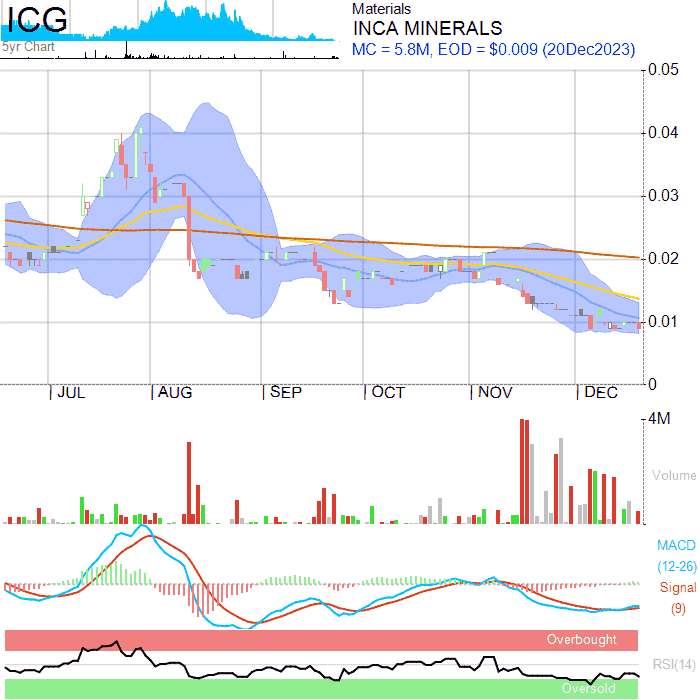 ICG
5yr Chart
Materials
INCA MINERALS
MC = 5.8M, EOD = $0.009 (20Dec2023)
0.05
0.04
0.03
0.02
0.01
0
JUL AUG SEP OCT NOV DEC
4M
Volume
MACD
(12-26)
Signal
(9)
Overbought
RSI(14)
Oversold